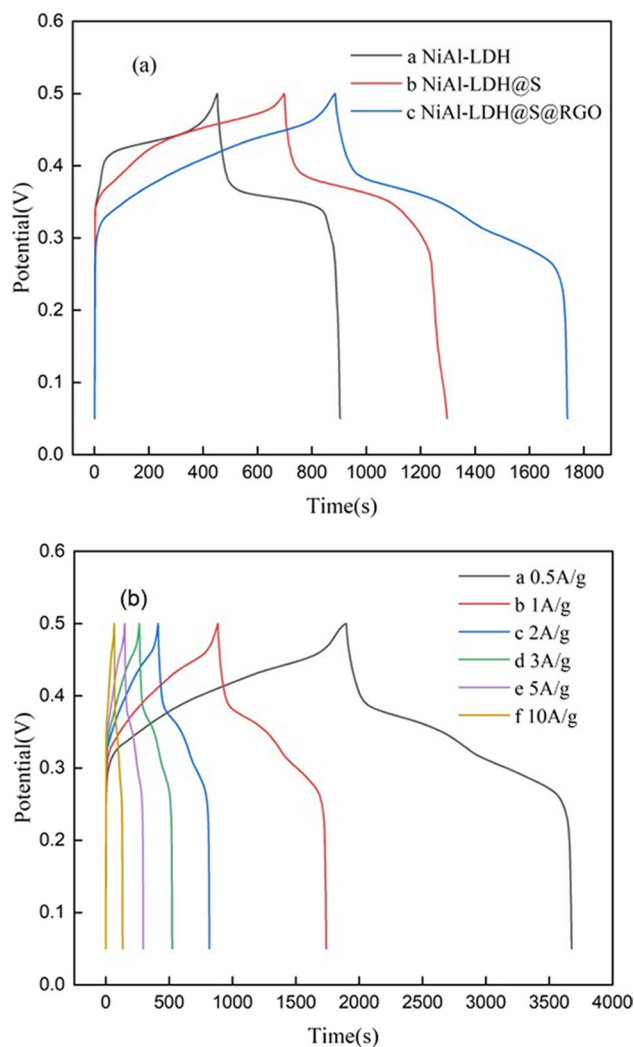 (a)
a NiAl-LDH
b NiAl-LDH@S
c NiAl-LDH@S@RGO
Potential(V)
0.6
0.5
0.4
0.3
0.2
0.1
0.0
0 200 400 600 800 1000 1200 1400 1600 1800
Time(s)
(b)
a 0.5A/g
b 1A/g
c 2A/g
d 3A/g
e 5A/g
f 10A/g
Potential(V)
0.6
0.5
0.4
0.3
0.2
0.1
0.0
0 500 1000 1500 2000 2500 3000 3500 4000
Time(s)